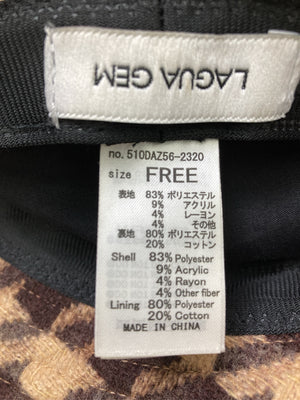 LAGUA GEM
no. 510DAZ56-2320
size FREE
表地 83% ポリエステル
9% アクリル
4% レーヨン
4% その他
裏地 80% ポリエステル
20% コットン
Shell 83% Polyester
9% Acrylic
4% Rayon
4% Other fiber
Lining 80% Polyester
20% Cotton
MADE IN CHINA